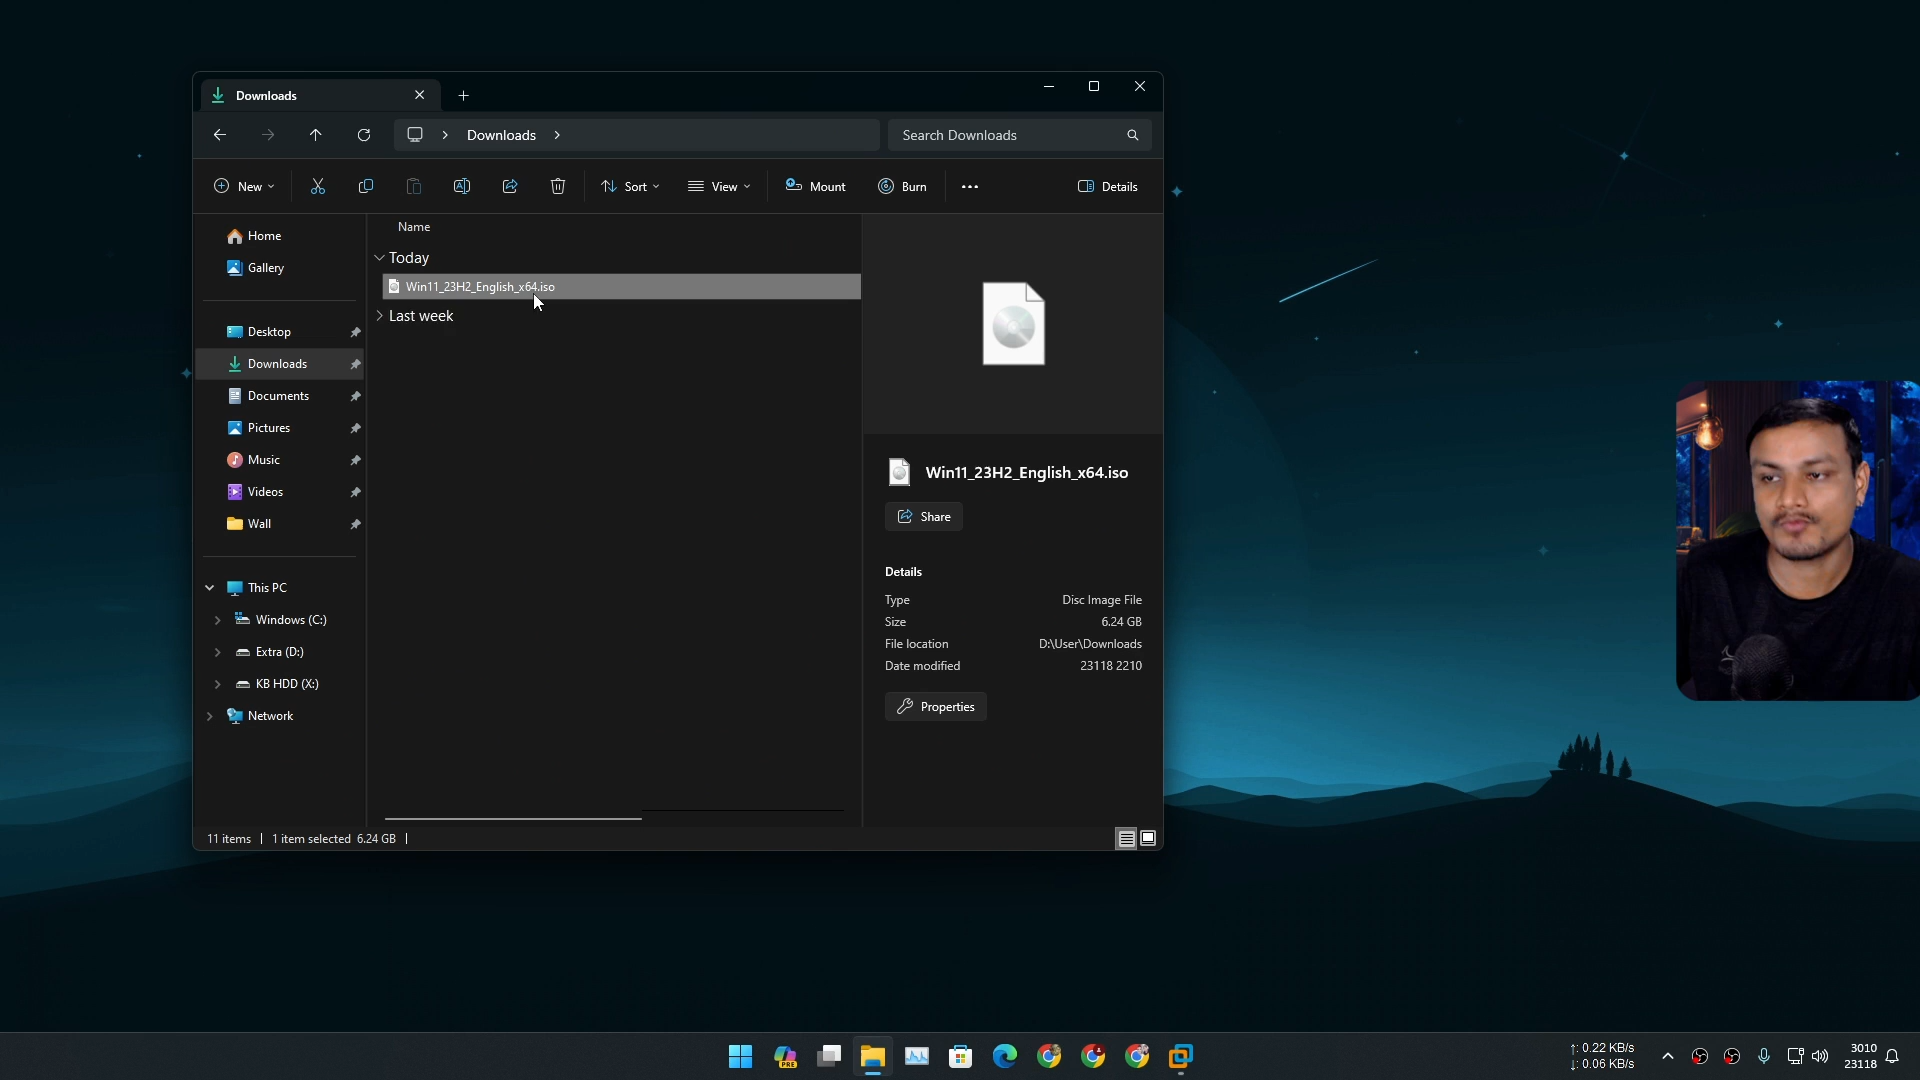 Downloads
Downloads
Search Downloads
New
Sort
View
Mount
Burn
Details
Home
Gallery
Desktop
Downloads
Documents
Pictures
Music
Videos
Wall
This PC
Windows (C:)
Extra (D:)
KB HDD (X:)
Network
Name
Today
Win11_23H2_English_x64.iso
Last week
Win11_23H2_English_x64.iso
Share
Details
Type Disc Image File
Size 6.24 GB
File location D:\User\Downloads
Date modified 23118 2210
Properties
11 items 1 item selected 6.24 GB
PRE
↑: 0.22 KB/s
↓: 0.06 KB/s
3010
23118